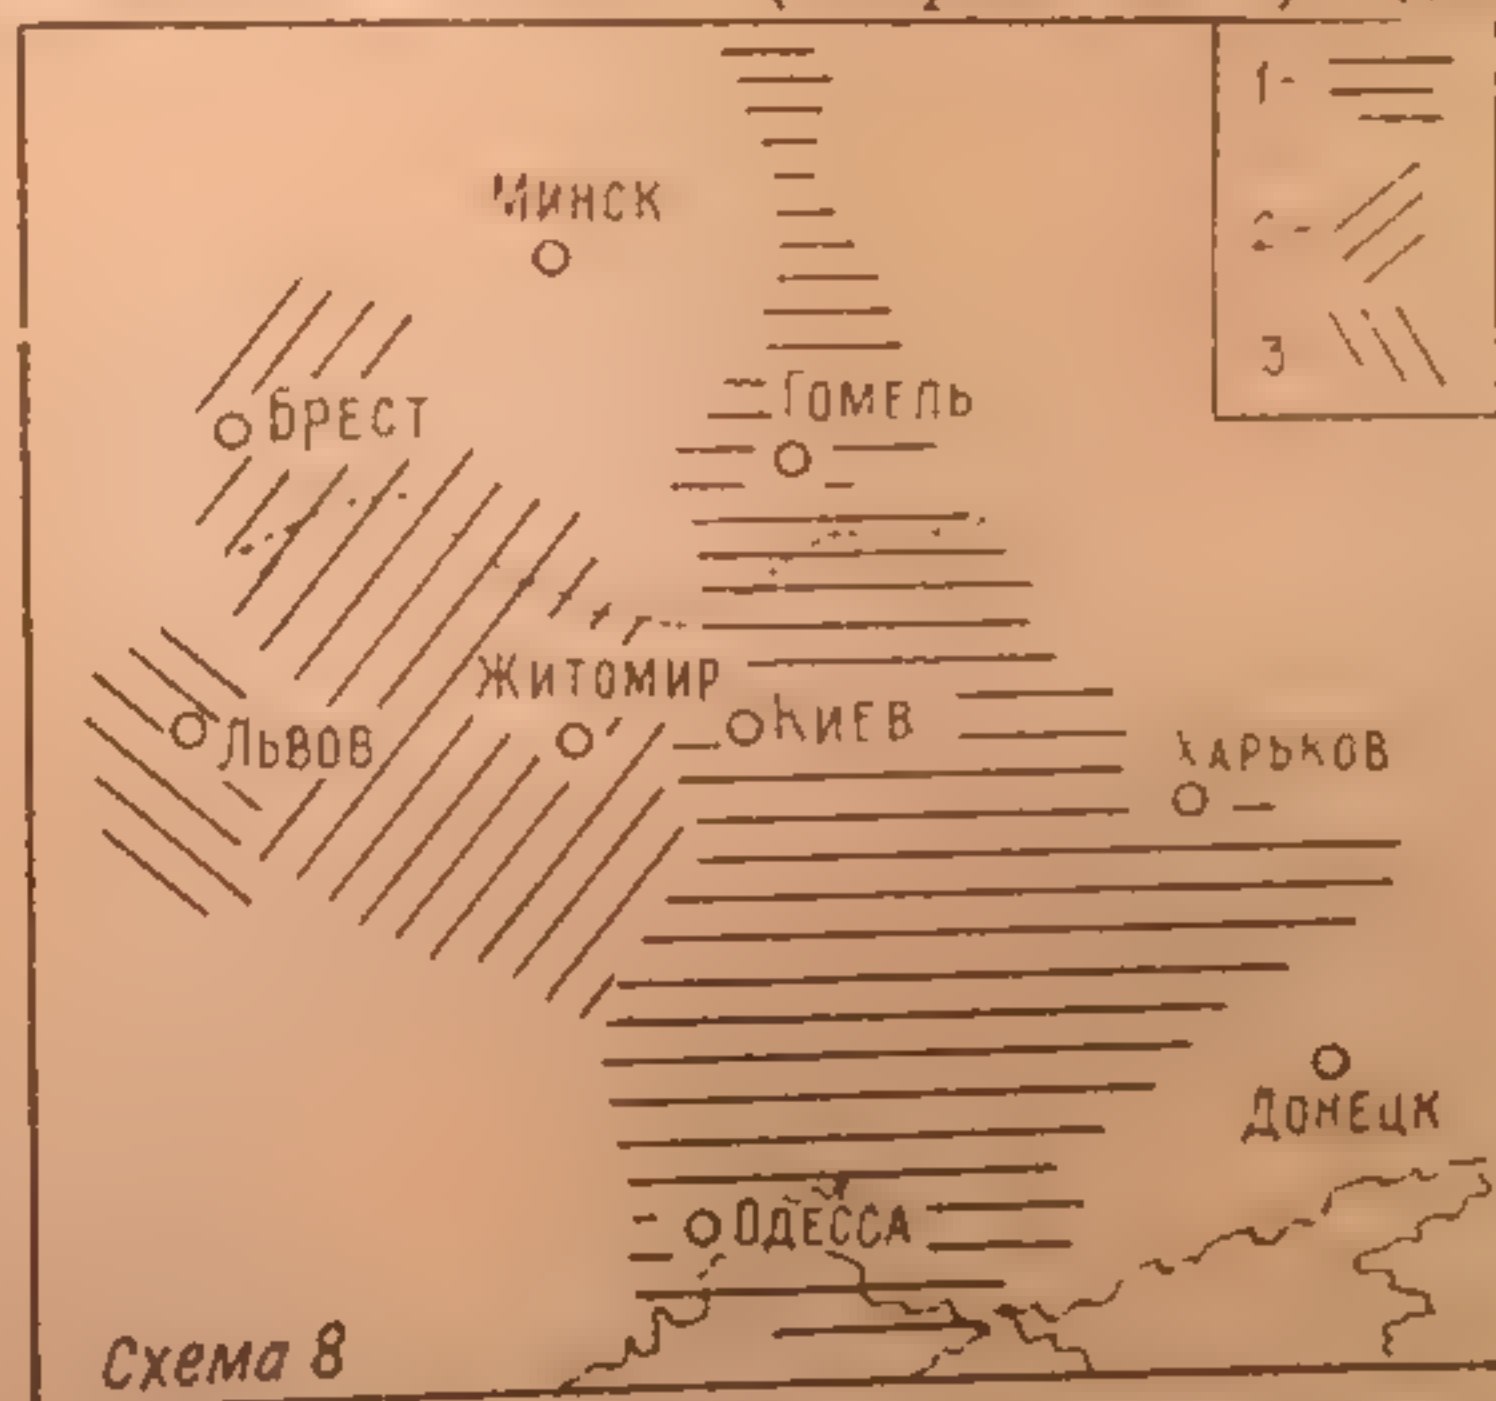 1-
Минск
2-
3
Брест
Гомель
Житомир
Киев
Львов
Харьков
Донецк
Одесса
Схема 8